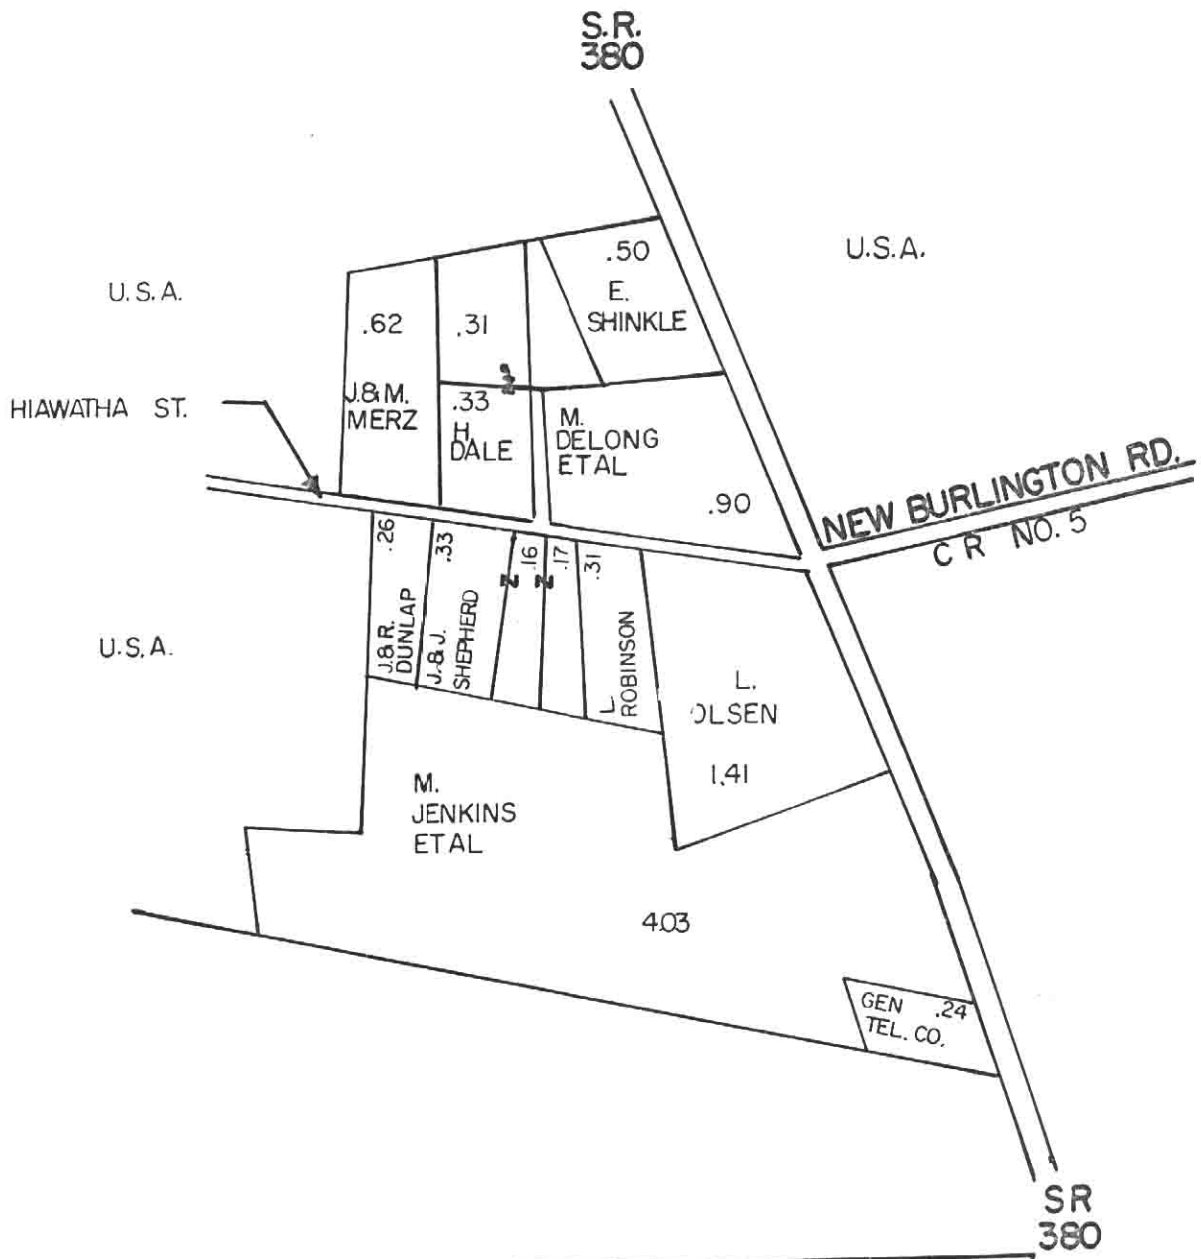 S.R.
380
.50
U.S.A.
E.
SHINKLE
U.S.A.
.62
.31
J.&M.
MERZ
HIAWATHA ST.
.33
H.
DALE
M.
DELONG
ETAL
.90
NEW BURLINGTON RD.
CR NO. 5
.26
.33
.16
.17
.31
Z
Z
J.&R.
DUNLAP
J.&J.
SHEPHERD
L.
ROBINSON
U.S.A.
L.
OLSEN
1.41
M.
JENKINS
ETAL
4.03
GEN .24
TEL. CO.
SR
380